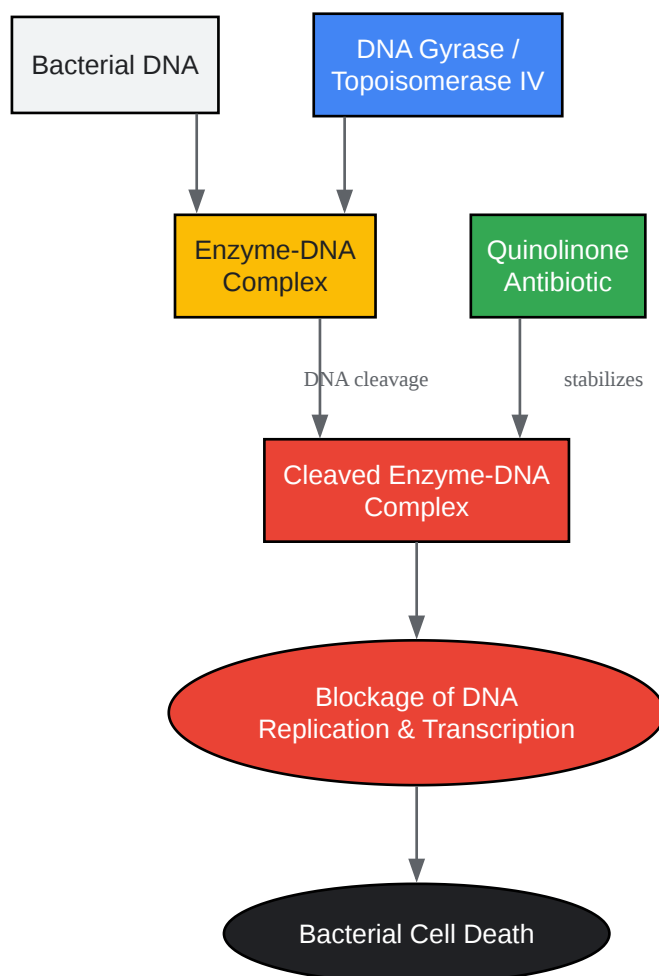 Bacterial DNA
DNA Gyrase /
Topoisomerase IV
Enzyme-DNA
Complex
Quinolinone
Antibiotic
DNA cleavage
stabilizes
Cleaved Enzyme-DNA
Complex
Blockage of DNA
Replication & Transcription
Bacterial Cell Death